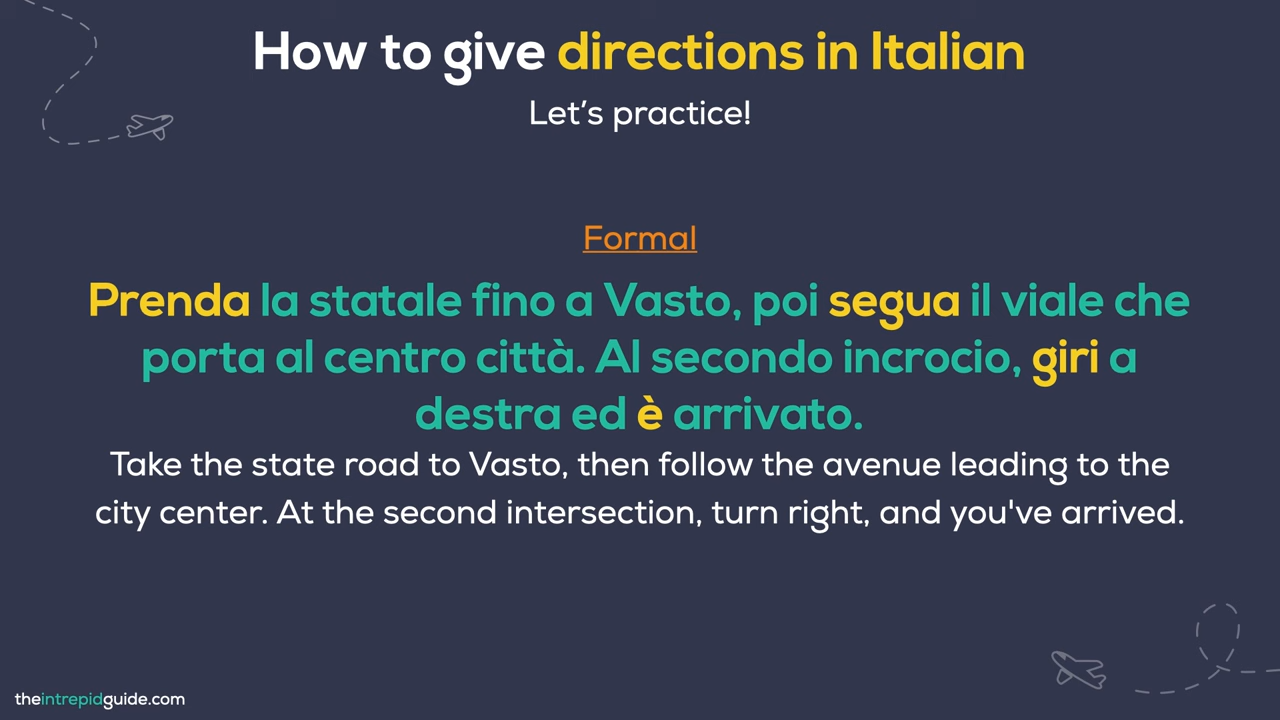 How to give directions in Italian
Let's practice!
Formal
Prenda la statale fino a Vasto, poi segua il viale che
porta al centro città. Al secondo incrocio, giri a
destra ed è arrivato.
Take the state road to Vasto, then follow the avenue leading to the
city center. At the second intersection, turn right, and you've arrived.
theintrepidguide.com